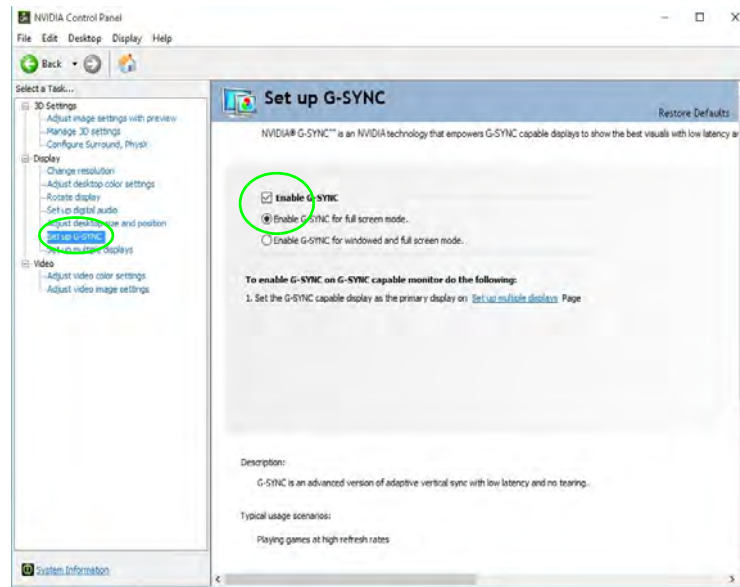 NVIDIA Control Panel
File Edit Desktop Display Help
Back
Select a Task...
3D Settings
Adjust image settings with preview
Manage 3D settings
Configure Surround, PhysX
Display
Change resolution
Adjust desktop color settings
Rotate display
Set up digital audio
Adjust desktop size and position
Set up G-SYNC
Set up multiple displays
Video
Adjust video color settings
Adjust video image settings
System Information
Set up G-SYNC
Restore Defaults
NVIDIA® G-SYNC™ is an NVIDIA technology that empowers G-SYNC capable displays to show the best visuals with low latency a
Enable G-SYNC
Enable G-SYNC for full screen mode.
Enable G-SYNC for windowed and full screen mode.
To enable G-SYNC on G-SYNC capable monitor do the following:
1. Set the G-SYNC capable display as the primary display on Set up multiple displays Page
Description:
G-SYNC is an advanced version of adaptive vertical sync with low latency and no tearing.
Typical usage scenarios:
Playing games at high refresh rates